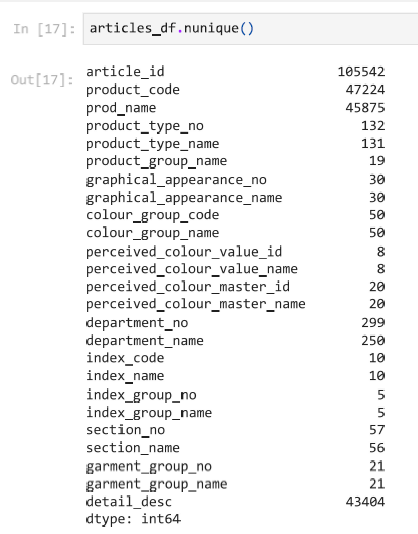 In [17]: articles_df.nunique()
Out[17]:
article_id 105542
product_code 47224
prod_name 45875
product_type_no 132
product_type_name 131
product_group_name 19
graphical_appearance_no 30
graphical_appearance_name 30
colour_group_code 50
colour_group_name 50
perceived_colour_value_id 8
perceived_colour_value_name 8
perceived_colour_master_id 20
perceived_colour_master_name 20
department_no 299
department_name 250
index_code 10
index_name 10
index_group_no 5
index_group_name 5
section_no 57
section_name 56
garment_group_no 21
garment_group_name 21
detail_desc 43404
dtype: int64